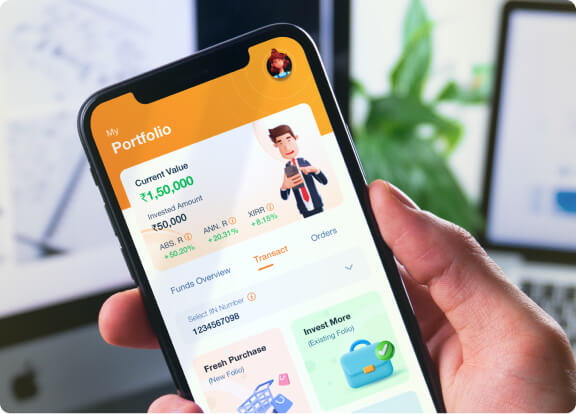 My
Portfolio
Current Value
₹1,50,000
Invested Amount
₹50,000
ABS. R
ANN. R
XIRR
+50.20%
+20.31%
+8.15%
Funds Overview
Transact
Orders
Select IIN Number
1234567098
Fresh Purchase
(New Folio)
Invest More
(Existing Folio)